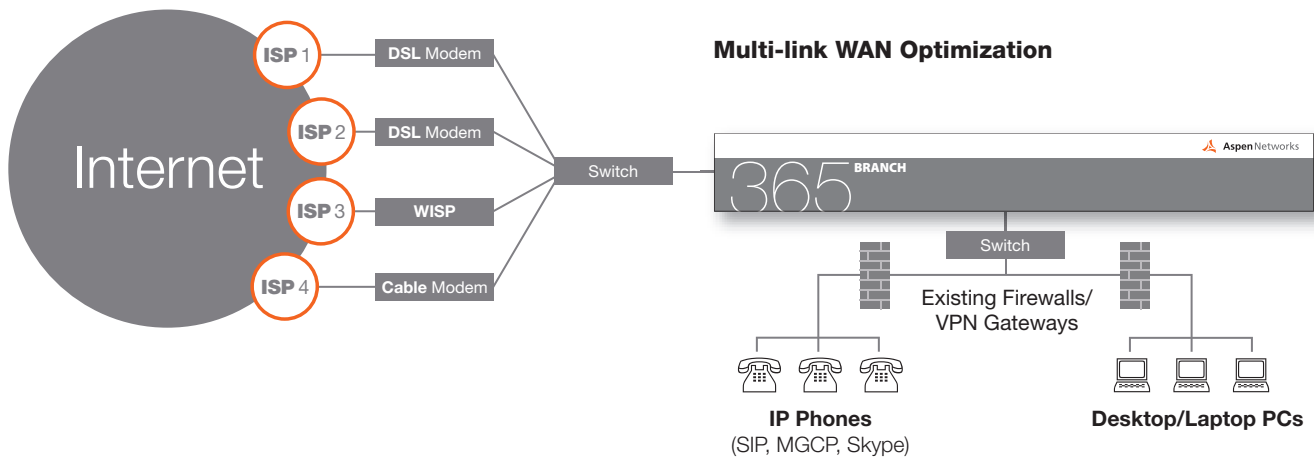 Multi-link WAN Optimization
Internet
ISP 1
DSL Modem
ISP 2
DSL Modem
ISP 3
WISP
ISP 4
Cable Modem
Switch
Aspen Networks
365 BRANCH
Switch
Existing Firewalls/
VPN Gateways
IP Phones
(SIP, MGCP, Skype)
Desktop/Laptop PCs